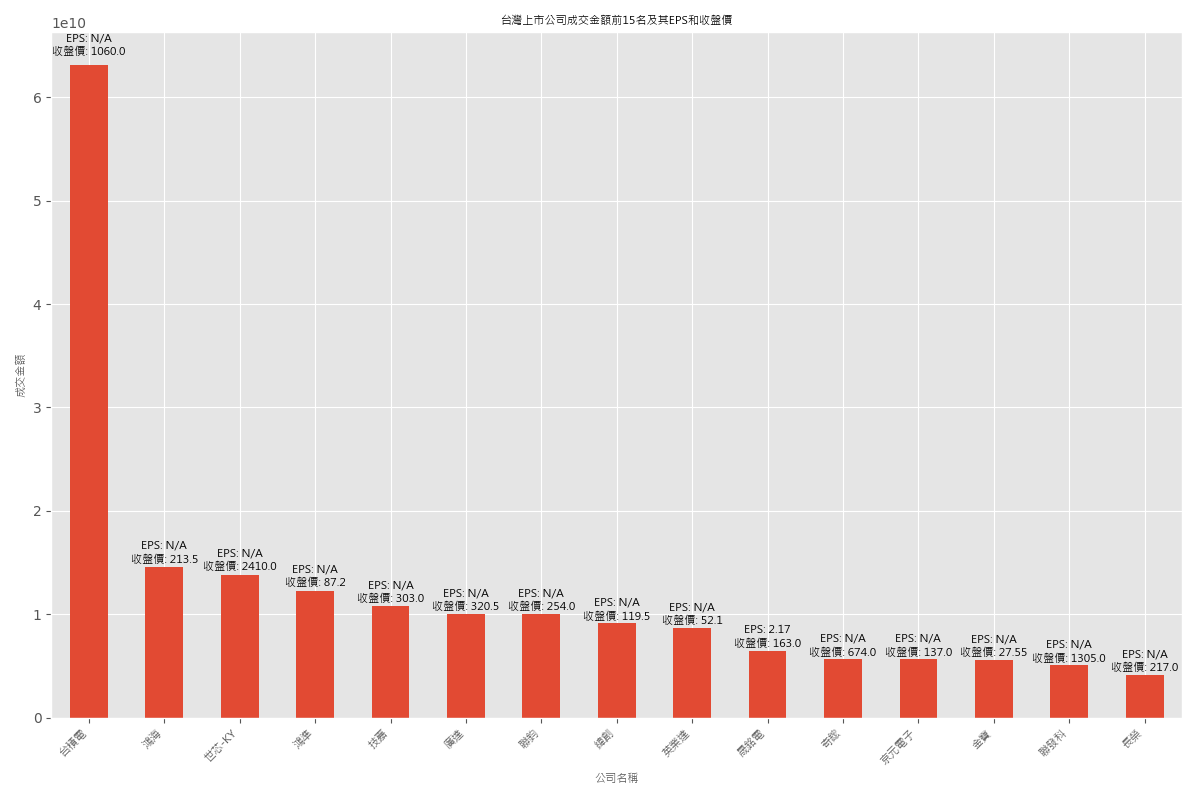 台灣上市公司成交金額前15名及其EPS和收盤價
1e10
6
5
4
3
2
1
0
成交金額
EPS: N/A
收盤價: 1060.0
EPS: N/A
收盤價: 213.5
EPS: N/A
收盤價: 2410.0
EPS: N/A
收盤價: 87.2
EPS: N/A
收盤價: 303.0
EPS: N/A
收盤價: 320.5
EPS: N/A
收盤價: 254.0
EPS: N/A
收盤價: 119.5
EPS: N/A
收盤價: 52.1
EPS: 2.17
收盤價: 163.0
EPS: N/A
收盤價: 674.0
EPS: N/A
收盤價: 137.0
EPS: N/A
收盤價: 27.55
EPS: N/A
收盤價: 1305.0
EPS: N/A
收盤價: 217.0
台積電
鴻海
世芯-KY
鴻準
技嘉
廣達
聯鈞
緯創
英業達
晟銘電
奇鋐
京元電子
金寶
聯發科
長榮
公司名稱